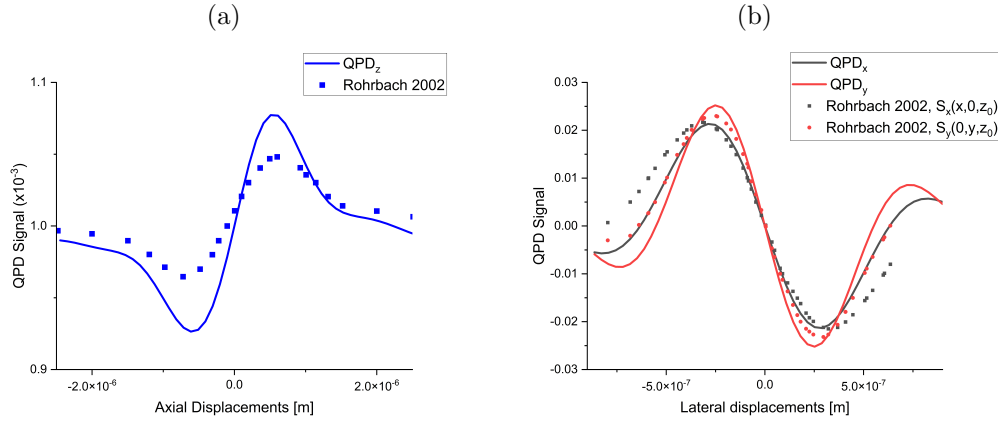 (a)
(b)
QPD_z
Rohrbach 2002
QPD_x
QPD_y
Rohrbach 2002, S_x(x,0,z_0)
Rohrbach 2002, S_y(0,y,z_0)
1.1
1.0
0.9
QPD Signal (x10^-3)
-2.0×10^-6
0.0
2.0×10^-6
Axial Displacements [m]
0.03
0.02
0.01
0.00
-0.01
-0.02
-0.03
QPD Signal
-5.0×10^-7
0.0
5.0×10^-7
Lateral displacements [m]